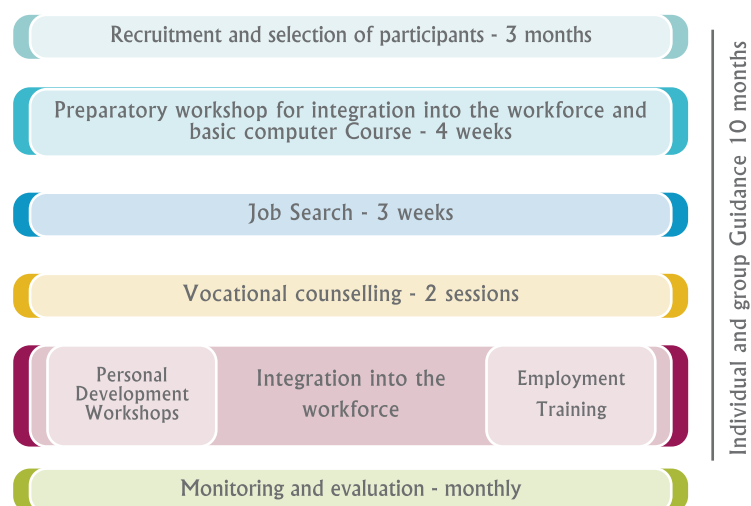 Recruitment and selection of participants - 3 months
Preparatory workshop for integration into the workforce and
basic computer Course - 4 weeks
Job Search - 3 weeks
Vocational counselling - 2 sessions
Personal
Development
Workshops
Integration into the
workforce
Employment
Training
Monitoring and evaluation - monthly
Individual and group Guidance 10 months